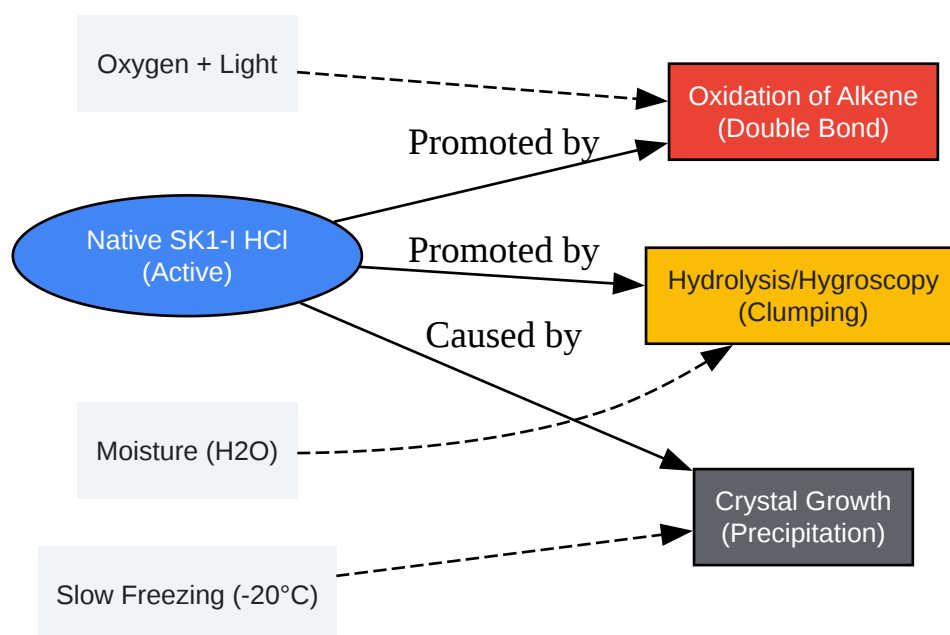 Oxygen + Light
Oxidation of Alkene
(Double Bond)
Promoted by
Native SK1-I HCl
(Active)
Promoted by
Hydrolysis/Hygroscopy
(Clumping)
Caused by
Moisture (H2O)
Crystal Growth
(Precipitation)
Slow Freezing (-20°C)